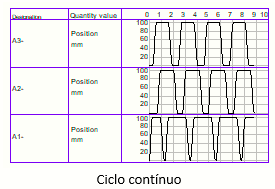 Designation Quantity value 0 1 2 3 4 5 6 7 8 9 10
A3- Position mm 100 80 60 40 20
A2- Position mm 100 80 60 40 20
A1- Position mm 100 80 60 40 20
Ciclo contínuo